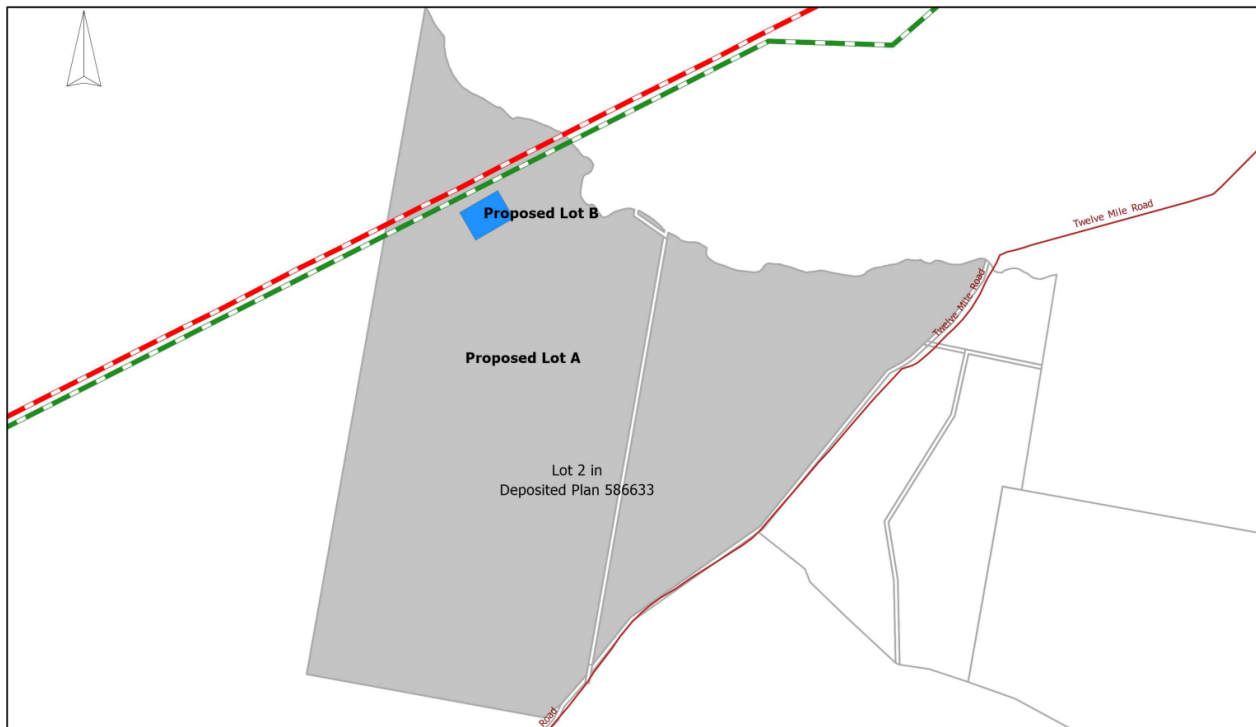 Twelve Mile Road
Proposed Lot B
Twelve Mile Road
Proposed Lot A
Lot 2 in
Deposited Plan 586633
Road